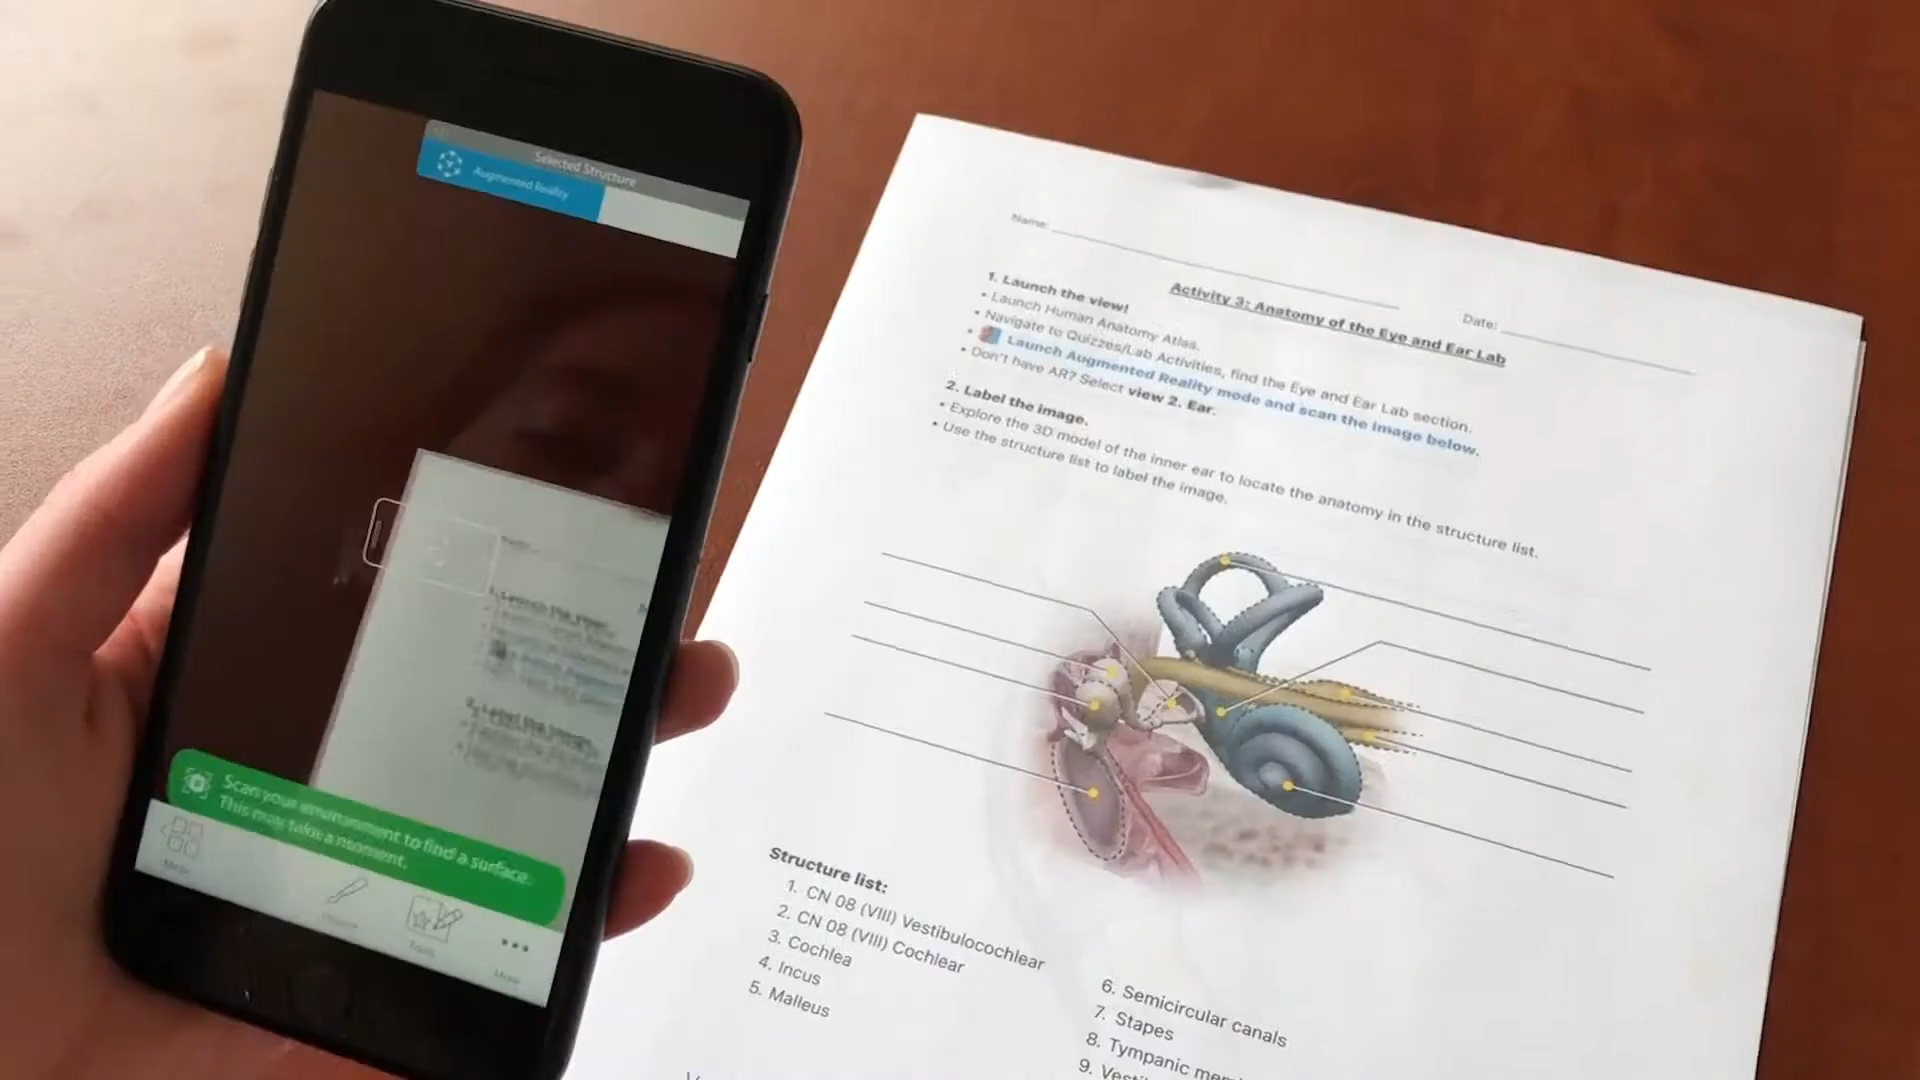 Selected Structure
Augmented Reality
Scan your environment to find a surface.
This may take a moment.
More
Name:
Date:
Activity 3: Anatomy of the Eye and Ear Lab
1. Launch the view!
• Launch Human Anatomy Atlas.
• Navigate to Quizzes/Lab Activities, find the Eye and Ear Lab section.
• Launch Augmented Reality mode and scan the image below.
• Don't have AR? Select view 2. Ear.
2. Label the image.
• Explore the 3D model of the inner ear to locate the anatomy in the structure list.
• Use the structure list to label the image.
Structure list:
1. CN 08 (VIII) Vestibulocochlear
2. CN 08 (VIII) Cochlear
3. Cochlea
4. Incus
5. Malleus
6. Semicircular canals
7. Stapes
8. Tympanic
9.